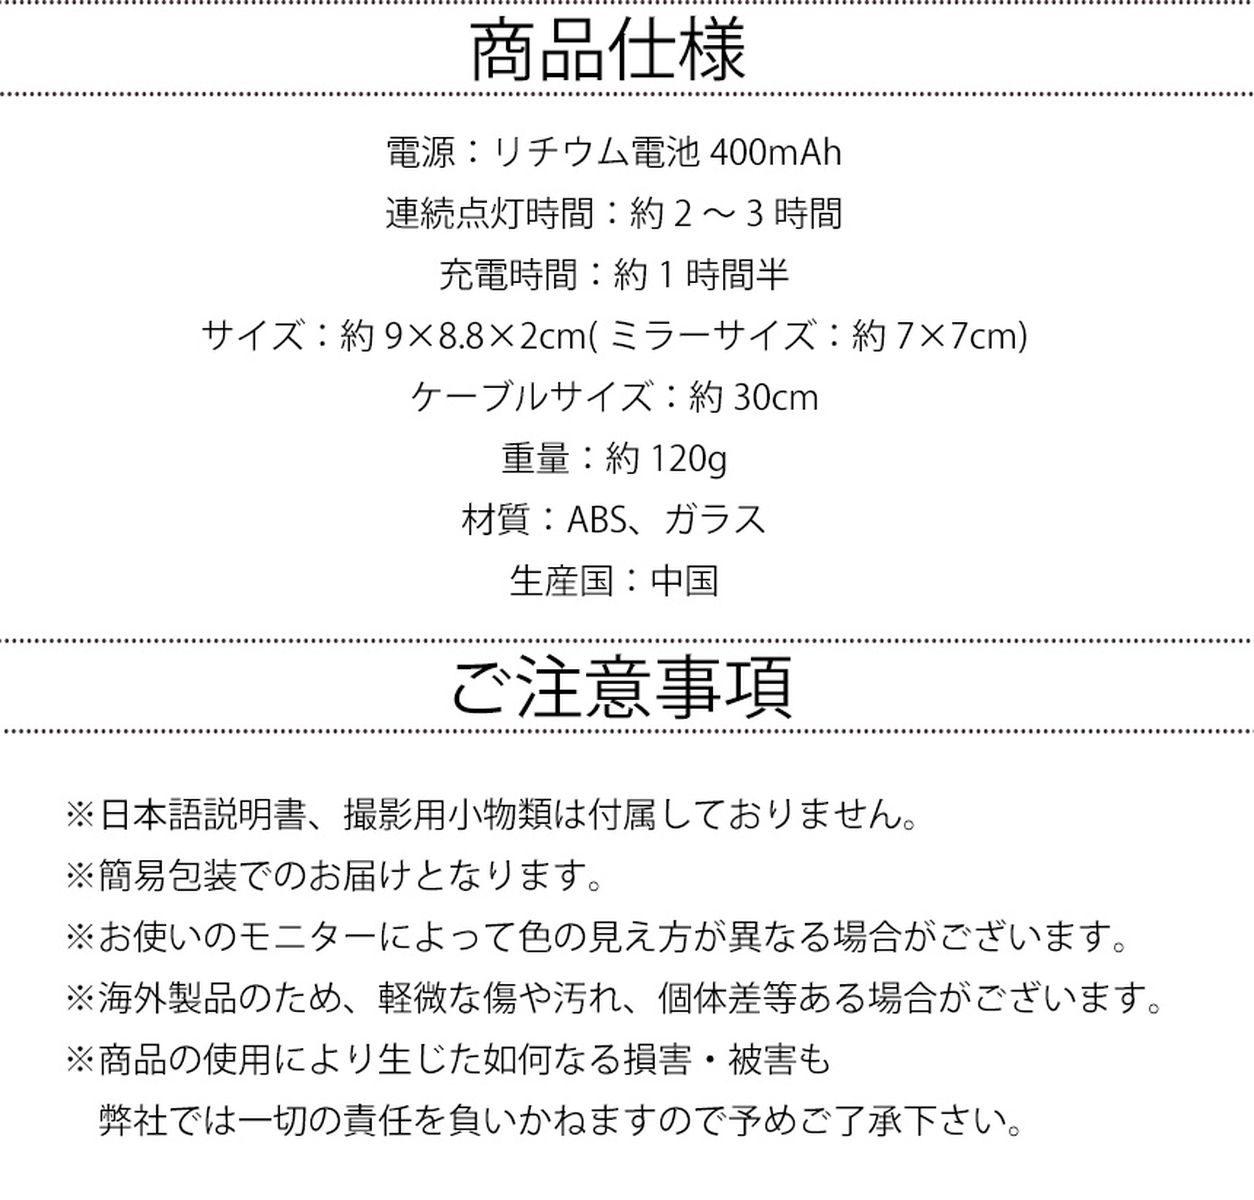 商品仕様
電源：リチウム電池 400mAh
連続点灯時間：約 2 ～ 3 時間
充電時間：約 1 時間半
サイズ：約 9×8.8×2cm( ミラーサイズ：約 7×7cm)
ケーブルサイズ：約 30cm
重量：約 120g
材質：ABS、ガラス
生産国：中国
ご注意事項
※日本語説明書、撮影用小物類は付属しておりません。
※簡易包装でのお届けとなります。
※お使いのモニターによって色の見え方が異なる場合がございます。
※海外製品のため、軽微な傷や汚れ、個体差等ある場合がございます。
※商品の使用により生じた如何なる損害・被害も
弊社では一切の責任を負いかねますので予めご了承下さい。